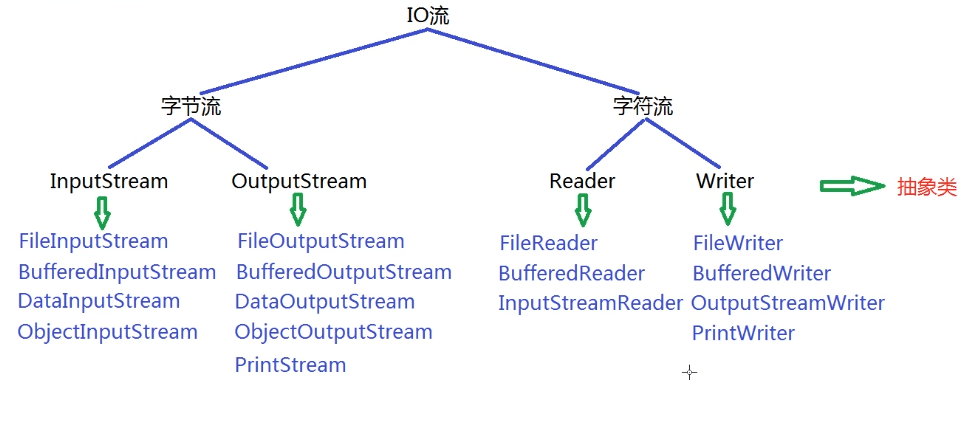 IO流
字节流
字符流
InputStream
OutputStream
Reader
Writer
抽象类
FileInputStream
BufferedInputStream
DataInputStream
ObjectInputStream
FileOutputStream
BufferedOutputStream
DataOutputStream
ObjectOutputStream
PrintStream
FileReader
BufferedReader
InputStreamReader
FileWriter
BufferedWriter
OutputStreamWriter
PrintWriter